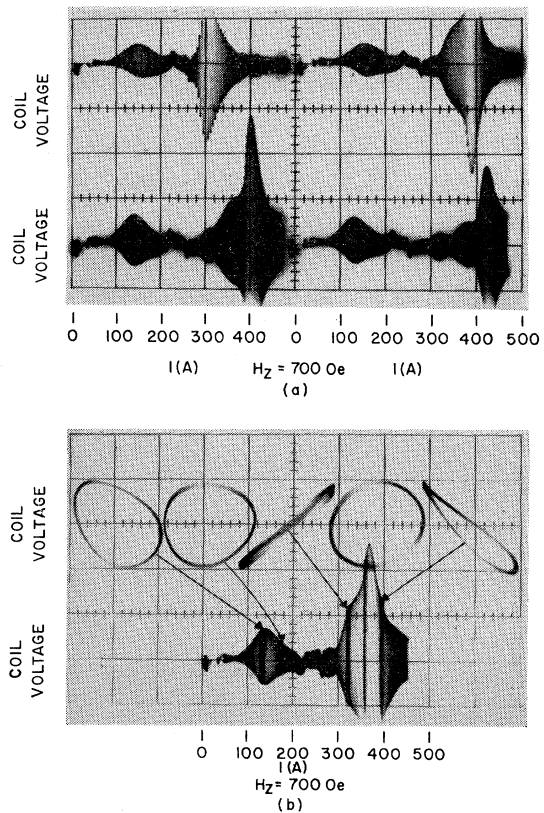 COIL
VOLTAGE
COIL
VOLTAGE
0 100 200 300 400 0 100 200 300 400 500
I(A) Hz = 700 Oe I(A)
(a)
COIL
VOLTAGE
COIL
VOLTAGE
0 100 200 300 400 500
I(A)
Hz = 700 Oe
(b)